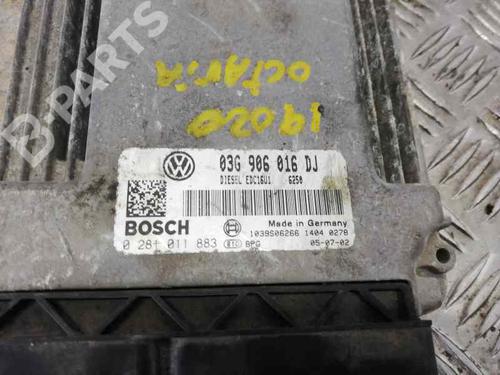 B-PARTS
OCTAVIA
19020
03G 906 016 DJ
DIESEL EDC16U1 6250
BOSCH
Made in Germany
1039S06266 1404 0278
0 281 011 883 BPG 05-07-02